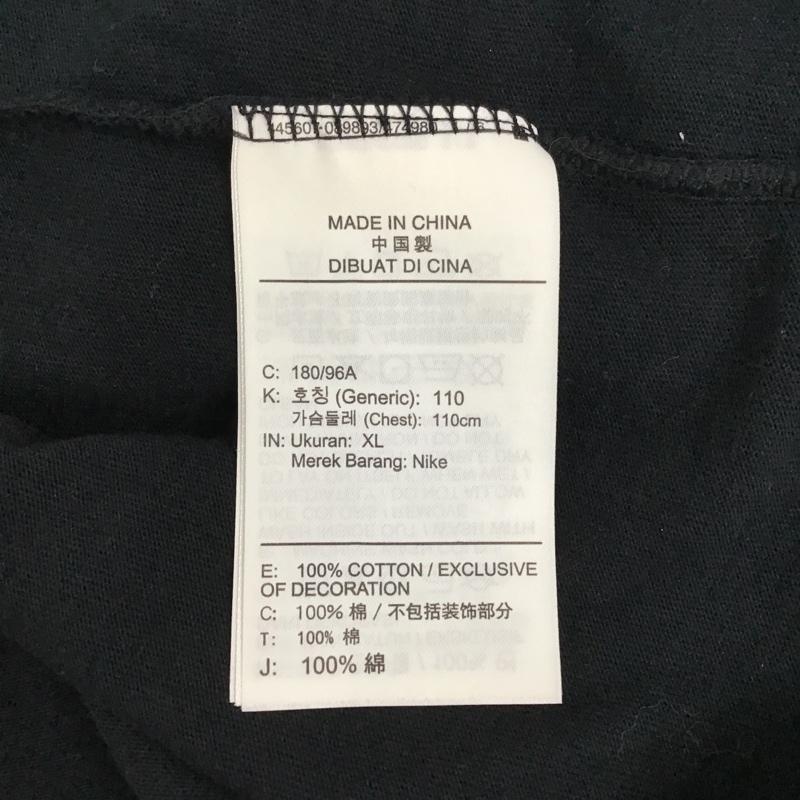 MADE IN CHINA
中国製
DIBUAT DI CINA
C: 180/96A
K: 호칭 (Generic): 110
가슴둘레 (Chest): 110cm
IN: Ukuran: XL
Merek Barang: Nike
E: 100% COTTON / EXCLUSIVE
OF DECORATION
C: 100% 棉 / 不包括装饰部分
T: 100% 棉
J: 100% 綿